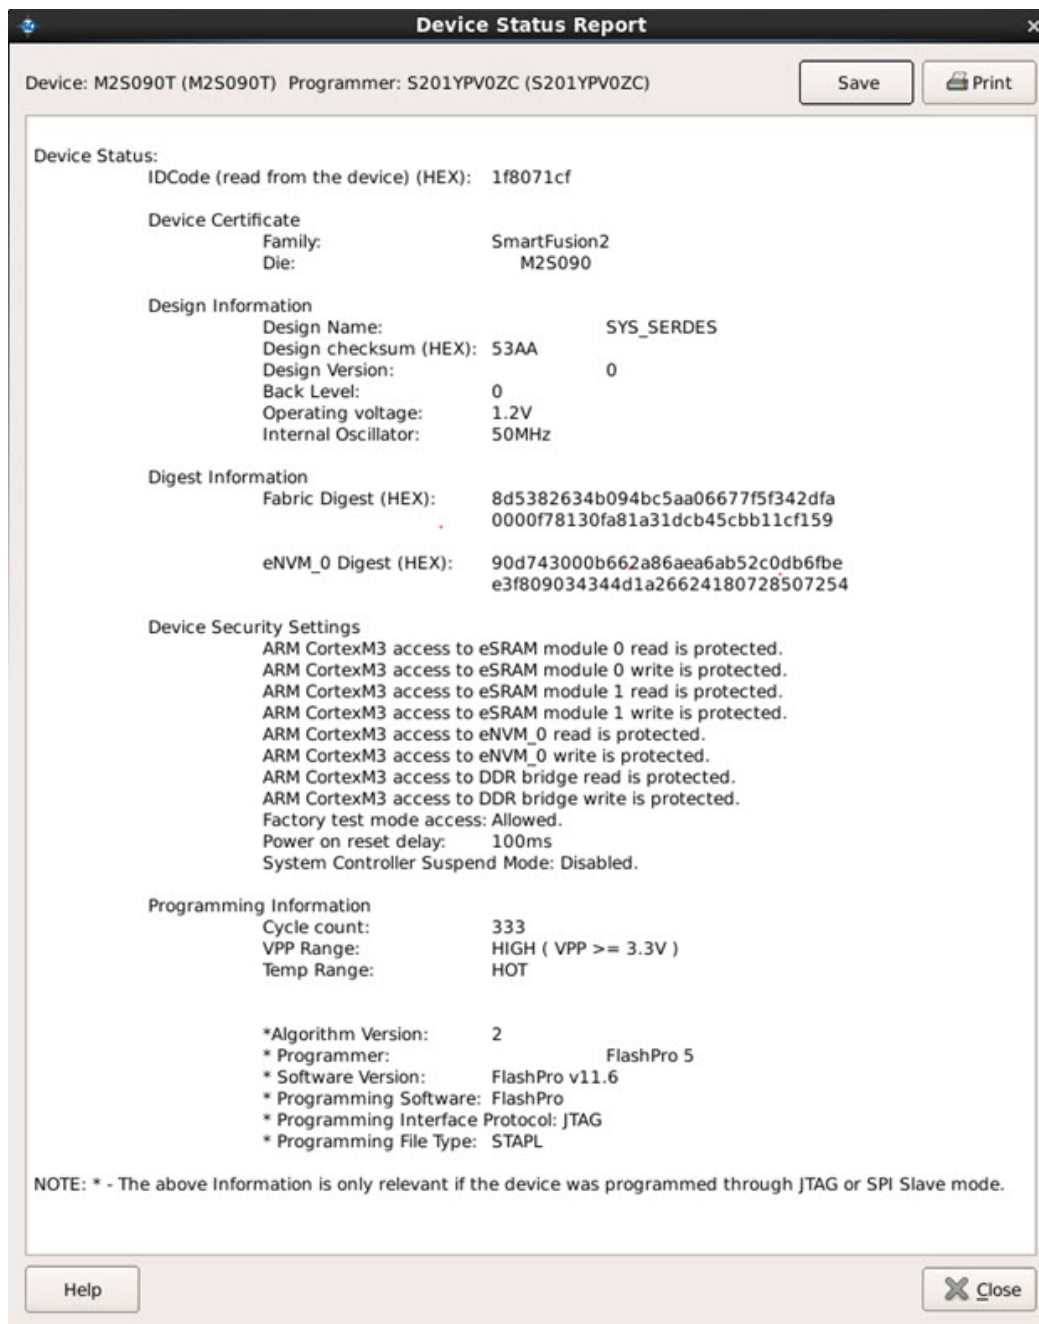 Device Status Report
Device: M2S090T (M2S090T) Programmer: S201YPV0ZC (S201YPV0ZC)
Save
Print
Device Status:
IDCode (read from the device) (HEX): 1f8071cf
Device Certificate
Family: SmartFusion2
Die: M2S090
Design Information
Design Name: SYS_SERDES
Design checksum (HEX): 53AA
Design Version: 0
Back Level: 0
Operating voltage: 1.2V
Internal Oscillator: 50MHz
Digest Information
Fabric Digest (HEX): 8d5382634b094bc5aa06677f5f342dfa
0000f78130fa81a31dcb45cbb11cf159
eNVM_0 Digest (HEX): 90d743000b662a86aea6ab52c0db6fbe
e3f809034344d1a26624180728507254
Device Security Settings
ARM CortexM3 access to eSRAM module 0 read is protected.
ARM CortexM3 access to eSRAM module 0 write is protected.
ARM CortexM3 access to eSRAM module 1 read is protected.
ARM CortexM3 access to eSRAM module 1 write is protected.
ARM CortexM3 access to eNVM_0 read is protected.
ARM CortexM3 access to eNVM_0 write is protected.
ARM CortexM3 access to DDR bridge read is protected.
ARM CortexM3 access to DDR bridge write is protected.
Factory test mode access: Allowed.
Power on reset delay: 100ms
System Controller Suspend Mode: Disabled.
Programming Information
Cycle count: 333
VPP Range: HIGH ( VPP >= 3.3V )
Temp Range: HOT
*Algorithm Version: 2
* Programmer: FlashPro 5
* Software Version: FlashPro v11.6
* Programming Software: FlashPro
* Programming Interface Protocol: JTAG
* Programming File Type: STAPL
NOTE: * - The above Information is only relevant if the device was programmed through JTAG or SPI Slave mode.
Help
Close